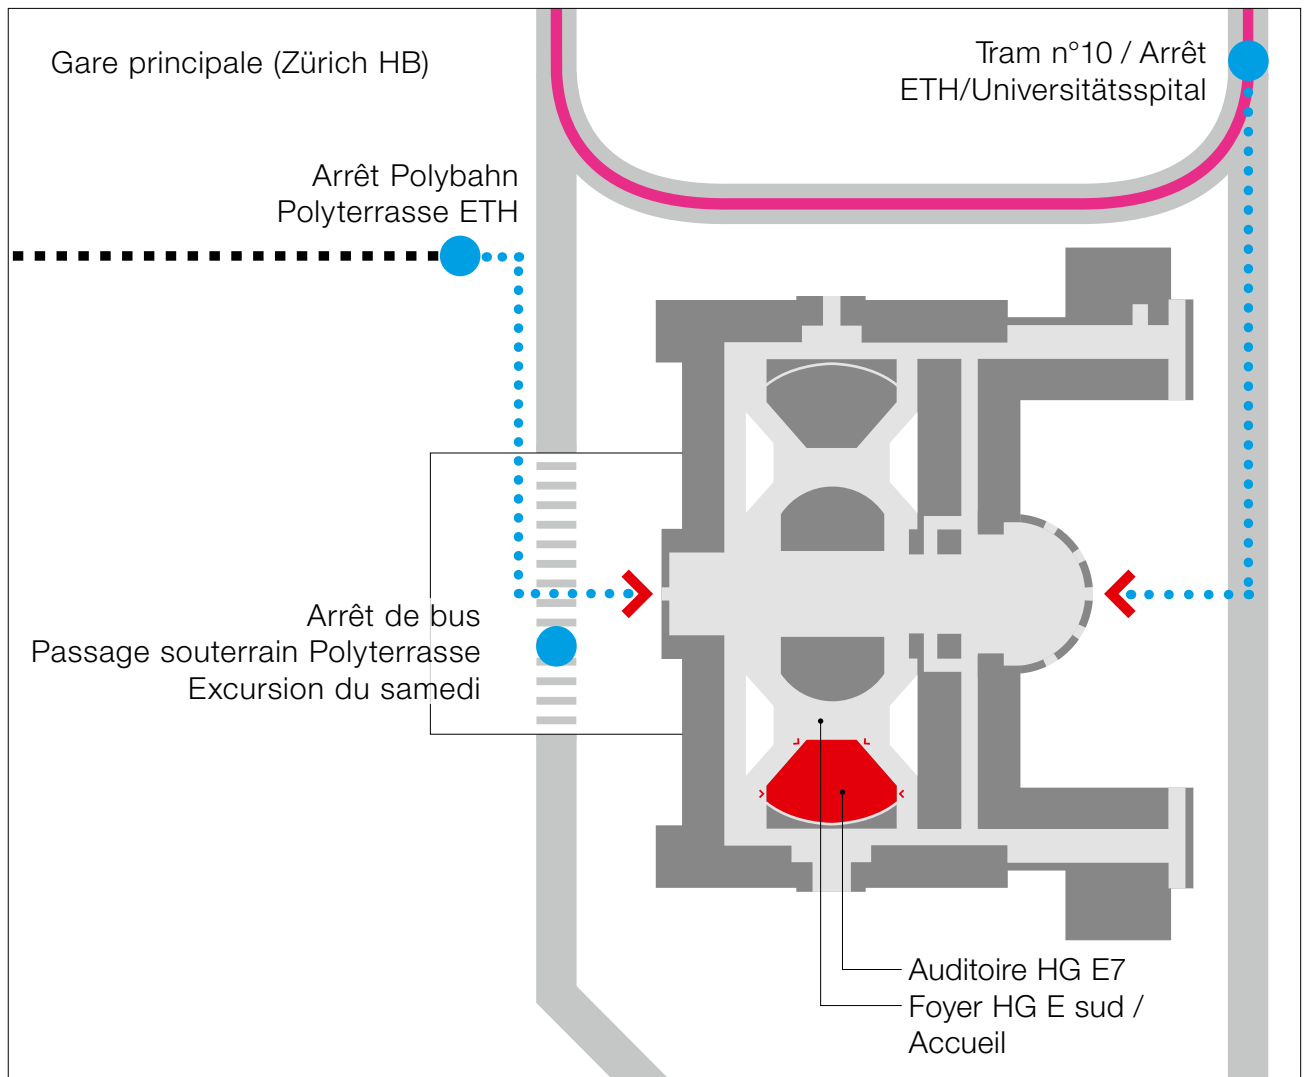 Gare principale (Zürich HB)
Tram n°10 / Arrêt
ETH/Universitätsspital
Arrêt Polybahn
Polyterrasse ETH
Arrêt de bus
Passage souterrain Polyterrasse
Excursion du samedi
Auditoire HG E7
Foyer HG E sud /
Accueil